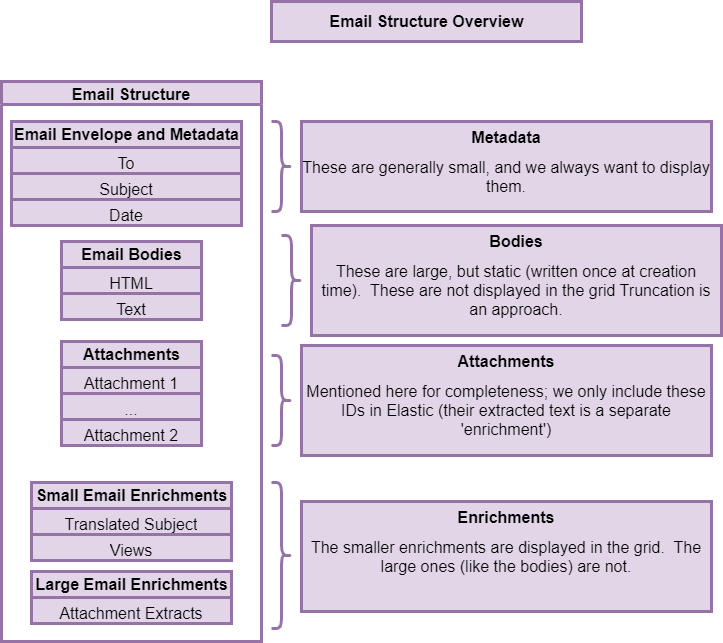 Email Structure Overview
Email Structure
Email Envelope and Metadata
To
Subject
Date
Metadata
These are generally small, and we always want to display
them.
Email Bodies
HTML
Text
Bodies
These are large, but static (written once at creation
time).  These are not displayed in the grid Truncation is
an approach.
Attachments
Attachment 1
...
Attachment 2
Attachments
Mentioned here for completeness; we only include these
IDs in Elastic (their extracted text is a separate
'enrichment')
Small Email Enrichments
Translated Subject
Views
Large Email Enrichments
Attachment Extracts
Enrichments
The smaller enrichments are displayed in the grid.  The
large ones (like the bodies) are not.